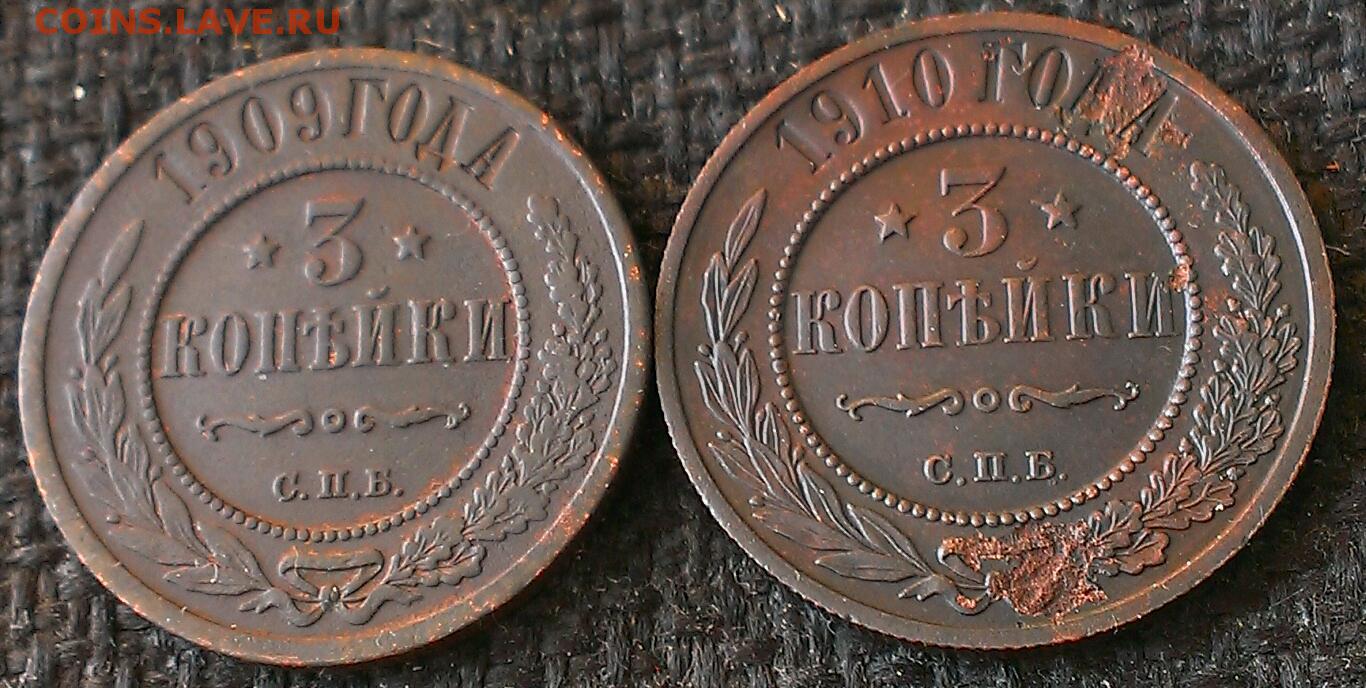 COINS.LAVE.RU
1909 ГОДА
3
КОПѢЙКИ
С.П.Б.
1910 ГОДА
3
КОПѢЙКИ
С.П.Б.